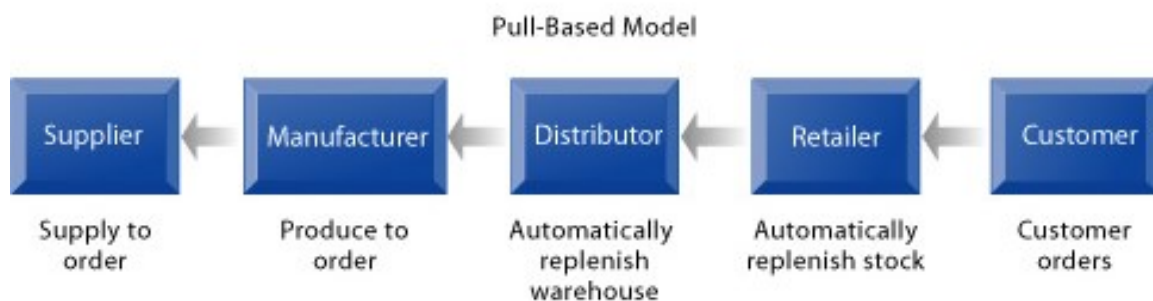 Pull-Based Model
Supplier
Manufacturer
Distributor
Retailer
Customer
Supply to
order
Produce to
order
Automatically
replenish
warehouse
Automatically
replenish stock
Customer
orders